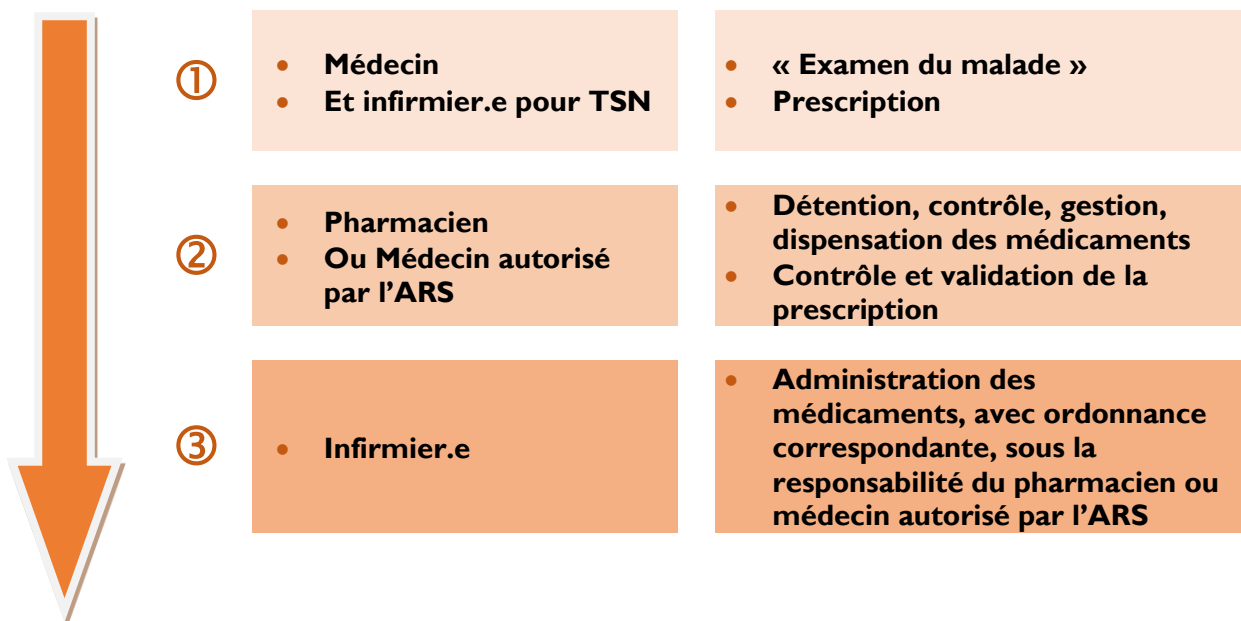 ①
• Médecin
• Et infirmier.e pour TSN
• « Examen du malade »
• Prescription
②
• Pharmacien
• Ou Médecin autorisé
par l’ARS
• Détention, contrôle, gestion,
dispensation des médicaments
• Contrôle et validation de la
prescription
③
• Infirmier.e
• Administration des
médicaments, avec ordonnance
correspondante, sous la
responsabilité du pharmacien ou
médecin autorisé par l’ARS